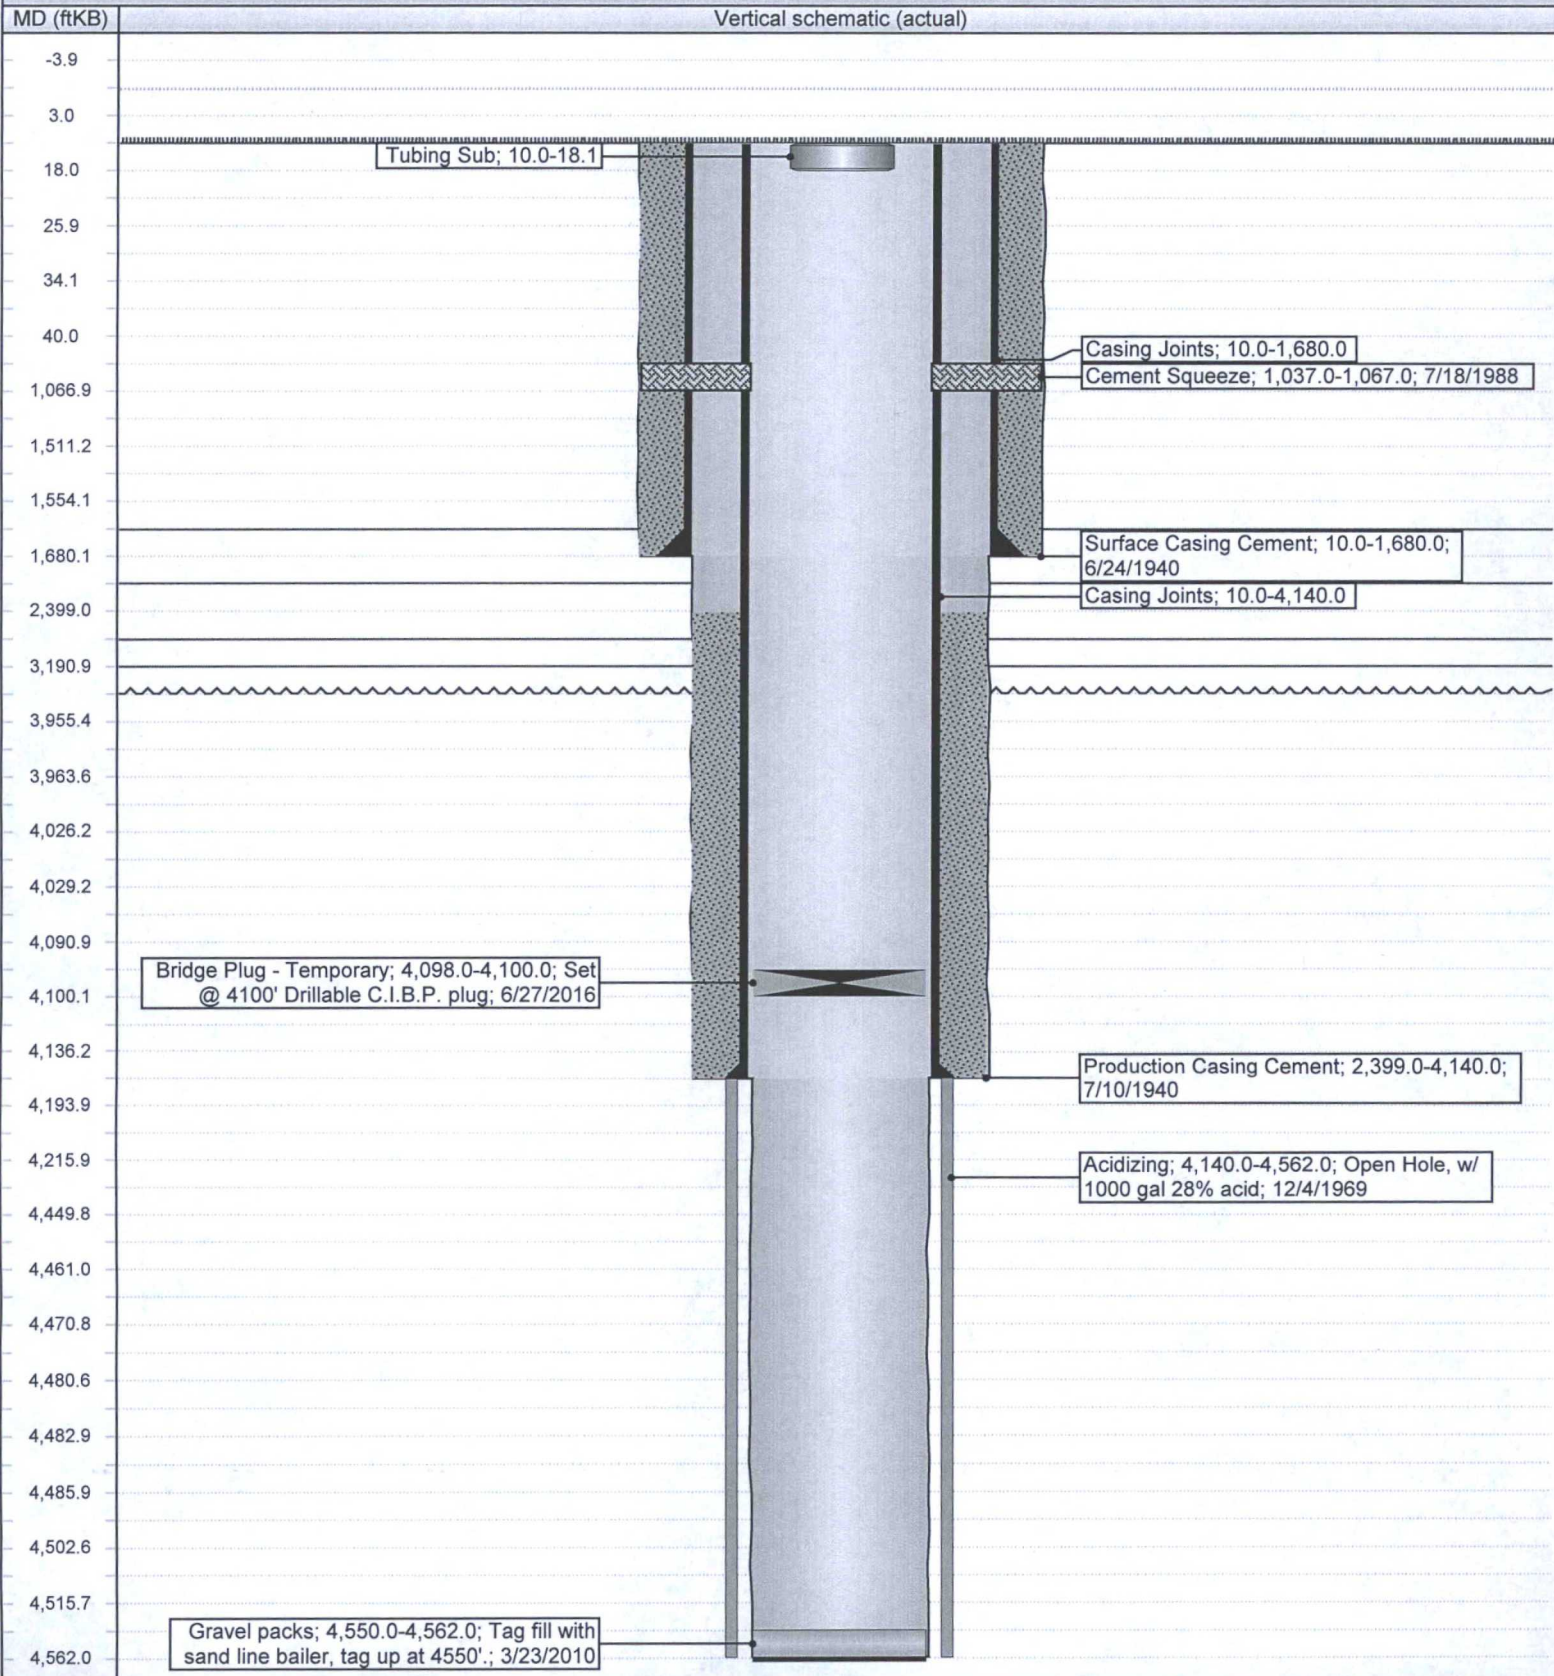 MD (ftKB)
Vertical schematic (actual)
-3.9
3.0
Tubing Sub; 10.0-18.1
18.0
25.9
34.1
40.0
Casing Joints; 10.0-1,680.0
Cement Squeeze; 1,037.0-1,067.0; 7/18/1988
1,066.9
1,511.2
1,554.1
Surface Casing Cement; 10.0-1,680.0;
6/24/1940
1,680.1
Casing Joints; 10.0-4,140.0
2,399.0
3,190.9
3,955.4
3,963.6
4,026.2
4,029.2
4,090.9
Bridge Plug - Temporary; 4,098.0-4,100.0; Set
@ 4100' Drillable C.I.B.P. plug; 6/27/2016
4,100.1
4,136.2
Production Casing Cement; 2,399.0-4,140.0;
7/10/1940
4,193.9
4,215.9
Acidizing; 4,140.0-4,562.0; Open Hole, w/
1000 gal 28% acid; 12/4/1969
4,449.8
4,461.0
4,470.8
4,480.6
4,482.9
4,485.9
4,502.6
4,515.7
Gravel packs; 4,550.0-4,562.0; Tag fill with
sand line bailer, tag up at 4550'.; 3/23/2010
4,562.0